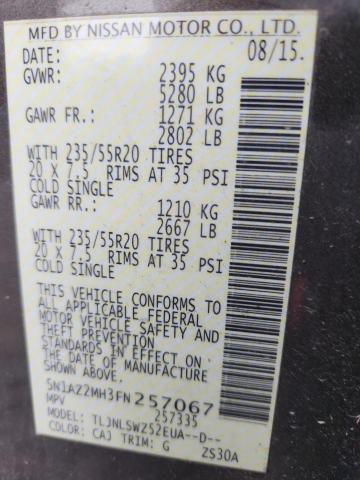 MFD BY NISSAN MOTOR CO., LTD.
DATE: 08/15.
GVWR: 2395 KG
5280 LB
GAWR FR.: 1271 KG
2802 LB
WITH 235/55R20 TIRES
20 X 7.5 RIMS AT 35 PSI
COLD SINGLE
GAWR RR.: 1210 KG
2667 LB
WITH 235/55R20 TIRES
20 X 7.5 RIMS AT 35 PSI
COLD SINGLE
THIS VEHICLE CONFORMS TO
ALL APPLICABLE FEDERAL
MOTOR VEHICLE SAFETY AND
THEFT PREVENTION
STANDARDS IN EFFECT ON
THE DATE OF MANUFACTURE
SHOWN ABOVE.
5N1AZ2MH3FN257067
MPV 257335
MODEL: TLJNLSWZ52EUA--D--
COLOR: CAJ TRIM: G ZS30A